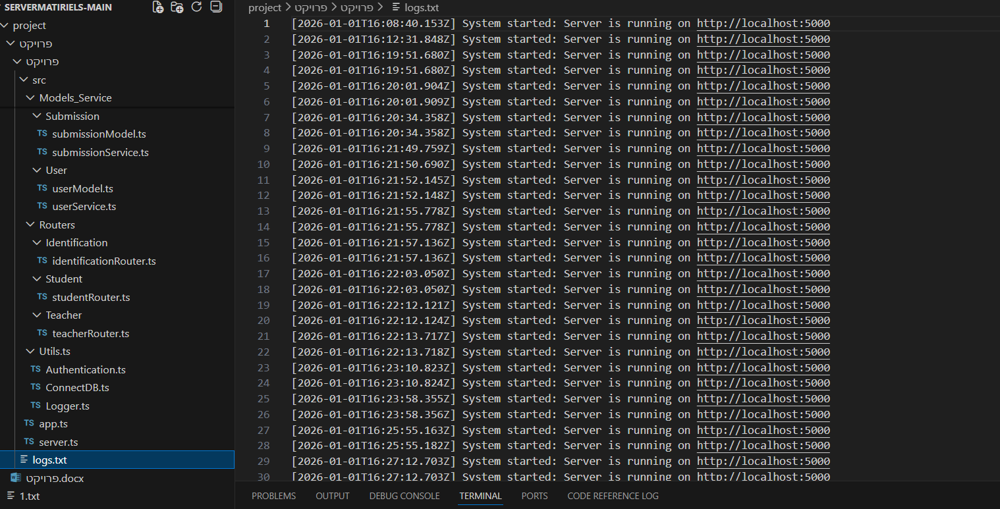 SERVERMATIRIELS-MAIN
project
פרויקט
פרויקט
src
Models_Service
Submission
TS submissionModel.ts
TS submissionService.ts
User
TS userModel.ts
TS userService.ts
Routers
Identification
TS identificationRouter.ts
Student
TS studentRouter.ts
Teacher
TS teacherRouter.ts
Utils.ts
TS Authentication.ts
TS ConnectDB.ts
TS Logger.ts
TS app.ts
TS server.ts
logs.txt
פרויקט.docx
1.txt
project > פרויקט > פרויקט > logs.txt
1 [2026-01-01T16:08:40.153Z] System started: Server is running on http://localhost:5000
2 [2026-01-01T16:12:31.848Z] System started: Server is running on http://localhost:5000
3 [2026-01-01T16:19:51.680Z] System started: Server is running on http://localhost:5000
4 [2026-01-01T16:19:51.680Z] System started: Server is running on http://localhost:5000
5 [2026-01-01T16:20:01.904Z] System started: Server is running on http://localhost:5000
6 [2026-01-01T16:20:01.909Z] System started: Server is running on http://localhost:5000
7 [2026-01-01T16:20:34.358Z] System started: Server is running on http://localhost:5000
8 [2026-01-01T16:20:34.358Z] System started: Server is running on http://localhost:5000
9 [2026-01-01T16:21:49.759Z] System started: Server is running on http://localhost:5000
10 [2026-01-01T16:21:50.690Z] System started: Server is running on http://localhost:5000
11 [2026-01-01T16:21:52.145Z] System started: Server is running on http://localhost:5000
12 [2026-01-01T16:21:52.148Z] System started: Server is running on http://localhost:5000
13 [2026-01-01T16:21:55.778Z] System started: Server is running on http://localhost:5000
14 [2026-01-01T16:21:55.778Z] System started: Server is running on http://localhost:5000
15 [2026-01-01T16:21:57.136Z] System started: Server is running on http://localhost:5000
16 [2026-01-01T16:21:57.136Z] System started: Server is running on http://localhost:5000
17 [2026-01-01T16:22:03.050Z] System started: Server is running on http://localhost:5000
18 [2026-01-01T16:22:03.050Z] System started: Server is running on http://localhost:5000
19 [2026-01-01T16:22:12.121Z] System started: Server is running on http://localhost:5000
20 [2026-01-01T16:22:12.124Z] System started: Server is running on http://localhost:5000
21 [2026-01-01T16:22:13.717Z] System started: Server is running on http://localhost:5000
22 [2026-01-01T16:22:13.718Z] System started: Server is running on http://localhost:5000
23 [2026-01-01T16:23:10.823Z] System started: Server is running on http://localhost:5000
24 [2026-01-01T16:23:10.824Z] System started: Server is running on http://localhost:5000
25 [2026-01-01T16:23:58.355Z] System started: Server is running on http://localhost:5000
26 [2026-01-01T16:23:58.356Z] System started: Server is running on http://localhost:5000
27 [2026-01-01T16:25:55.163Z] System started: Server is running on http://localhost:5000
28 [2026-01-01T16:25:55.182Z] System started: Server is running on http://localhost:5000
29 [2026-01-01T16:27:12.703Z] System started: Server is running on http://localhost:5000
30 [2026-01-01T16:27:12.703Z] System started: Server is running on http://localhost:5000
PROBLEMS OUTPUT DEBUG CONSOLE TERMINAL PORTS CODE REFERENCE LOG